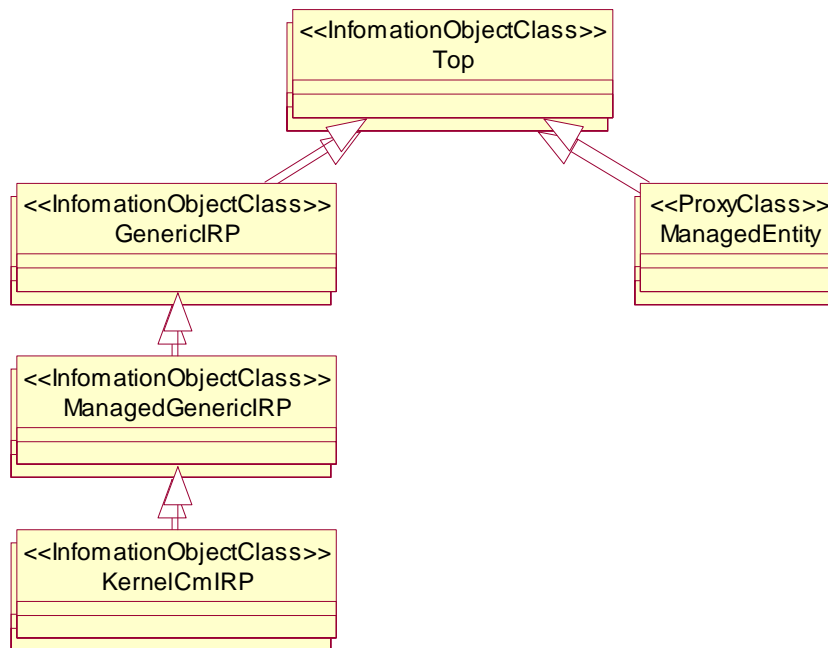 <<InfomationObjectClass>>
Top
<<InfomationObjectClass>>
GenericIRP
<<ProxyClass>>
ManagedEntity
<<InfomationObjectClass>>
ManagedGenericIRP
<<InfomationObjectClass>>
KernelCmIRP